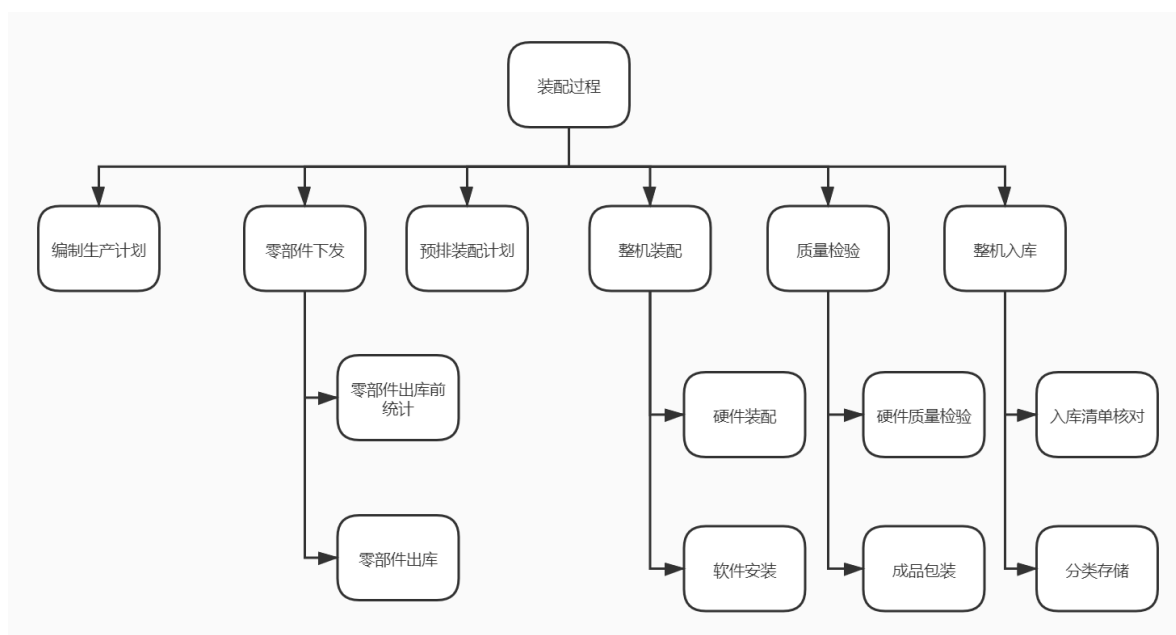 装配过程
编制生产计划
零部件下发
预排装配计划
整机装配
质量检验
整机入库
零部件出库前
统计
硬件装配
硬件质量检验
入库清单核对
零部件出库
软件安装
成品包装
分类存储